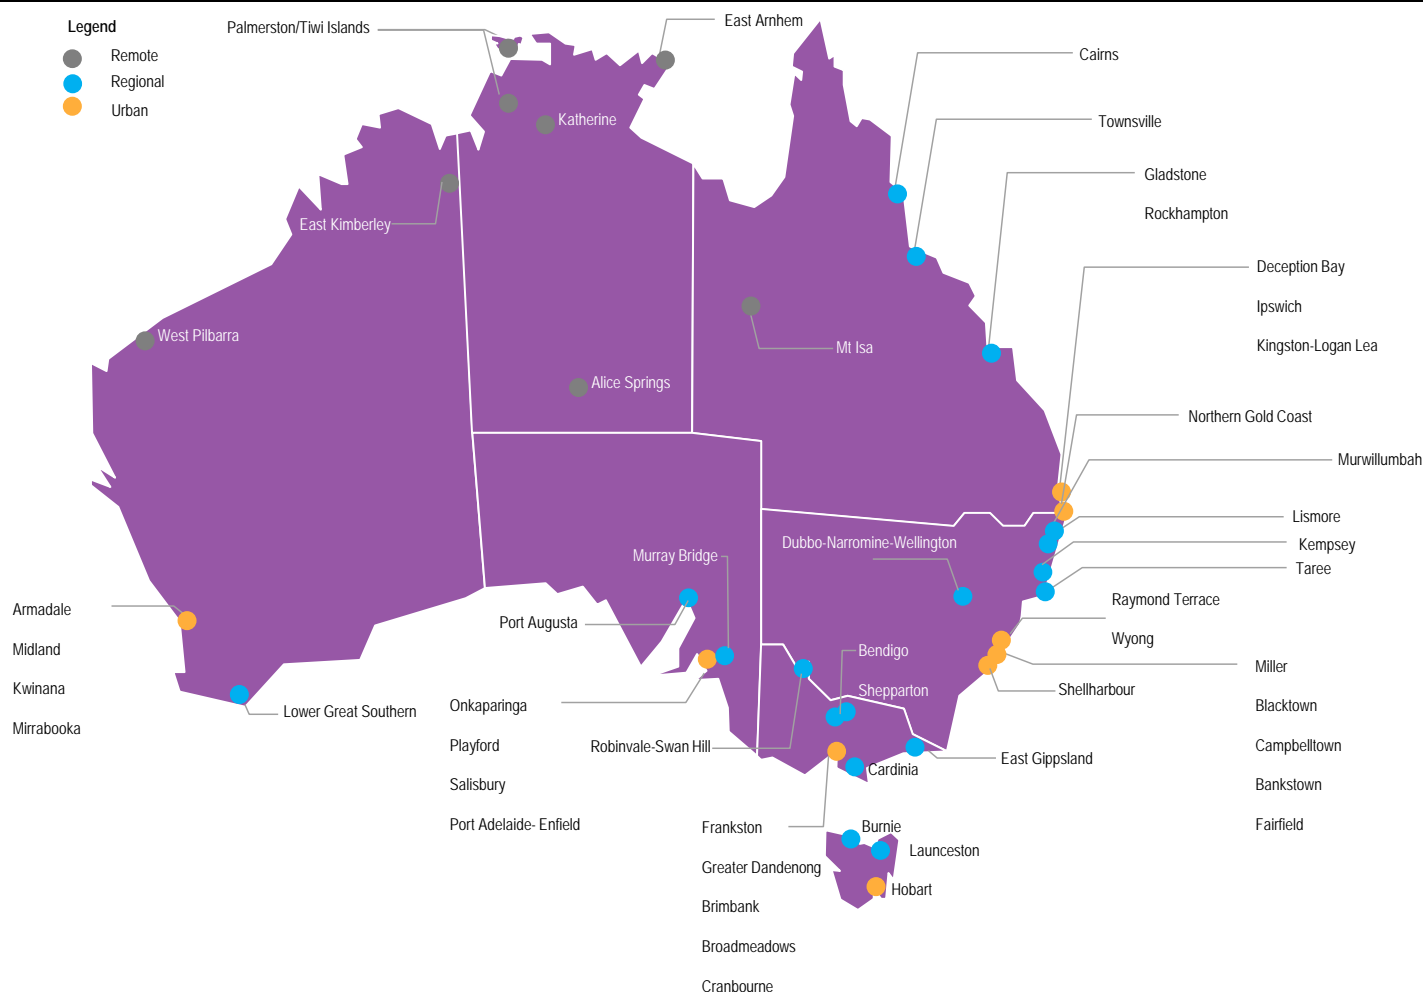 Legend
Remote
Regional
Urban
Palmerston/Tiwi Islands
East Arnhem
Katherine
East Kimberley
West Pilbarra
Alice Springs
Mt Isa
Cairns
Townsville
Gladstone
Rockhampton
Deception Bay
Ipswich
Kingston-Logan Lea
Northern Gold Coast
Murwillumbah
Lismore
Kempsey
Taree
Dubbo-Narromine-Wellington
Murray Bridge
Port Augusta
Raymond Terrace
Wyong
Miller
Blacktown
Campbelltown
Bankstown
Fairfield
Shellharbour
Armadale
Midland
Kwinana
Mirrabooka
Lower Great Southern
Onkaparinga
Playford
Salisbury
Port Adelaide- Enfield
Bendigo
Shepparton
Robinvale-Swan Hill
East Gippsland
Cardinia
Frankston
Greater Dandenong
Brimbank
Broadmeadows
Cranbourne
Burnie
Launceston
Hobart